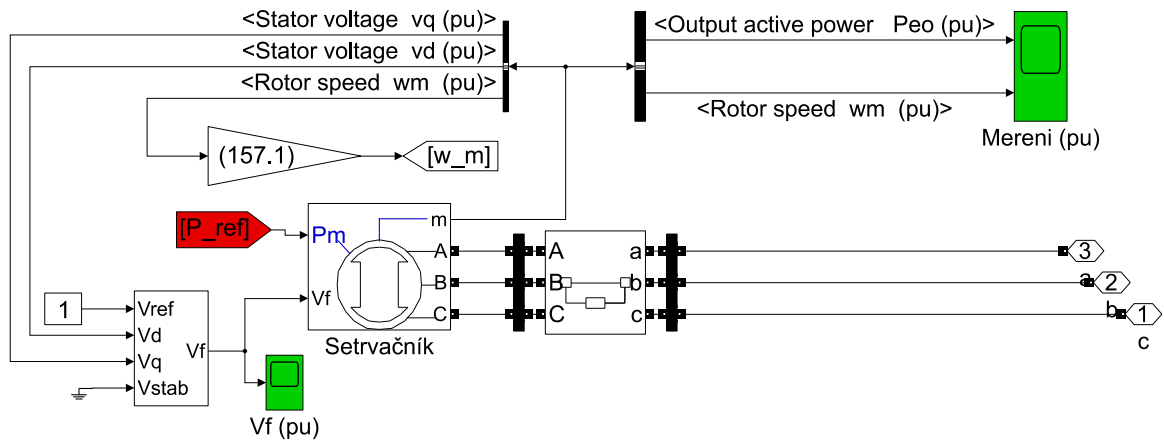 <Stator voltage vq (pu)>
<Stator voltage vd (pu)>
<Rotor speed wm (pu)>
<Output active power Peo (pu)>
<Rotor speed wm (pu)>
Mereni (pu)
(157.1)
[w_m]
[P_ref]
Pm
m
A
B
C
Vf
Setrvačník
A
B
C
a
b
c
3
a
2
b
1
c
1
Vref
Vd
Vq
Vstab
Vf
Vf (pu)